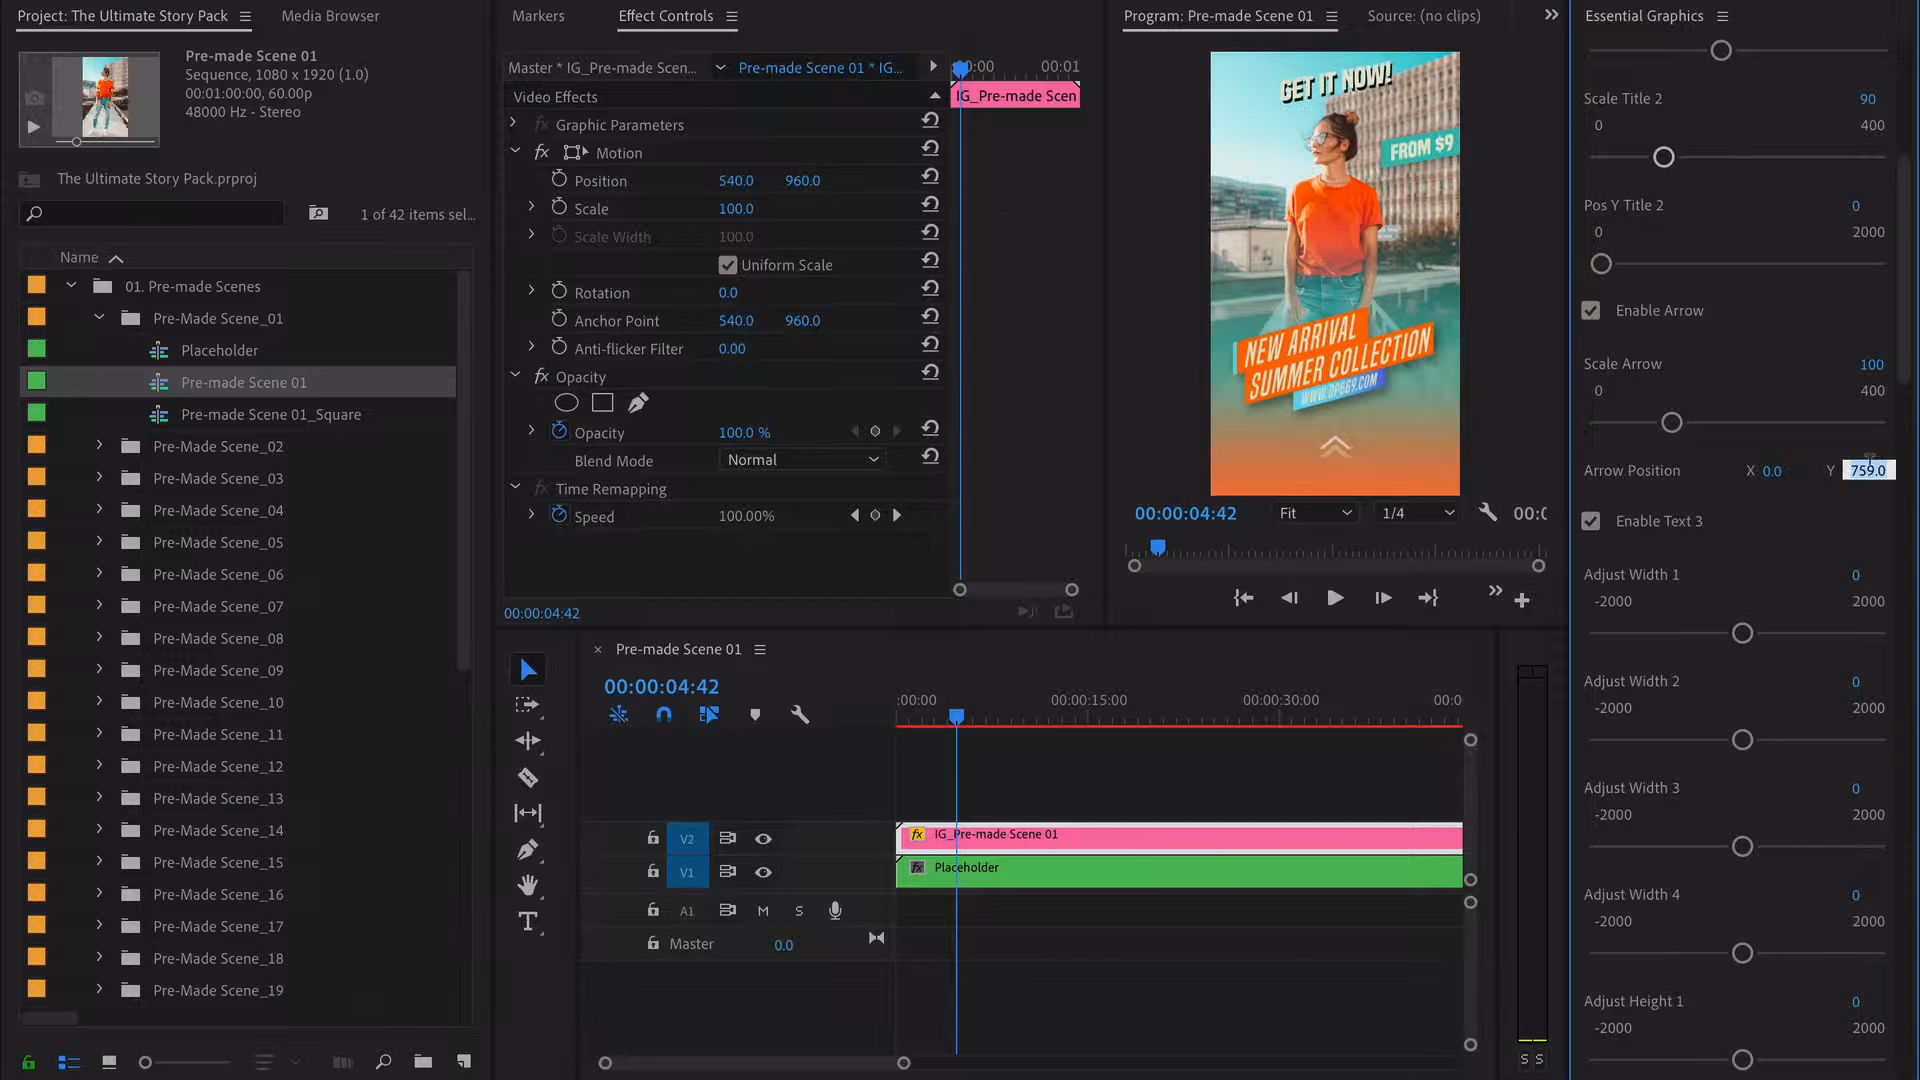 Project: The Ultimate Story Pack
Media Browser
Pre-made Scene 01
Sequence, 1080 x 1920 (1.0)
00:01:00:00, 60.00p
48000 Hz - Stereo
The Ultimate Story Pack.prproj
1 of 42 items sel...
Name
01. Pre-made Scenes
Pre-Made Scene_01
Placeholder
Pre-made Scene 01
Pre-made Scene 01_Square
Pre-Made Scene_02
Pre-Made Scene_03
Pre-Made Scene_04
Pre-Made Scene_05
Pre-Made Scene_06
Pre-Made Scene_07
Pre-Made Scene_08
Pre-Made Scene_09
Pre-Made Scene_10
Pre-Made Scene_11
Pre-Made Scene_12
Pre-Made Scene_13
Pre-Made Scene_14
Pre-Made Scene_15
Pre-Made Scene_16
Pre-Made Scene_17
Pre-Made Scene_18
Pre-Made Scene_19
Markers
Effect Controls
Master * IG_Pre-made Scen...
Pre-made Scene 01 * IG...
:00:00
00:01
Video Effects
IG_Pre-made Scen
fx Graphic Parameters
fx Motion
Position 540.0 960.0
Scale 100.0
Scale Width 100.0
Uniform Scale
Rotation 0.0
Anchor Point 540.0 960.0
Anti-flicker Filter 0.00
fx Opacity
Opacity 100.0 %
Blend Mode Normal
fx Time Remapping
Speed 100.00%
00:00:04:42
Program: Pre-made Scene 01
Source: (no clips)
GET IT NOW!
FROM $9
NEW ARRIVAL
SUMMER COLLECTION
WWW.OPE69.COM
00:00:04:42 Fit 1/4 00:0
Pre-made Scene 01
00:00:04:42
:00:00 00:00:15:00 00:00:30:00 00:0
V2 fx IG_Pre-made Scene 01
V1 fx Placeholder
A1 M S
Master 0.0
S S
Essential Graphics
Scale Title 2 90
0 400
Pos Y Title 2 0
0 2000
Enable Arrow
Scale Arrow 100
0 400
Arrow Position X 0.0 Y 759.0
Enable Text 3
Adjust Width 1 0
-2000 2000
Adjust Width 2 0
-2000 2000
Adjust Width 3 0
-2000 2000
Adjust Width 4 0
-2000 2000
Adjust Height 1 0
-2000 2000